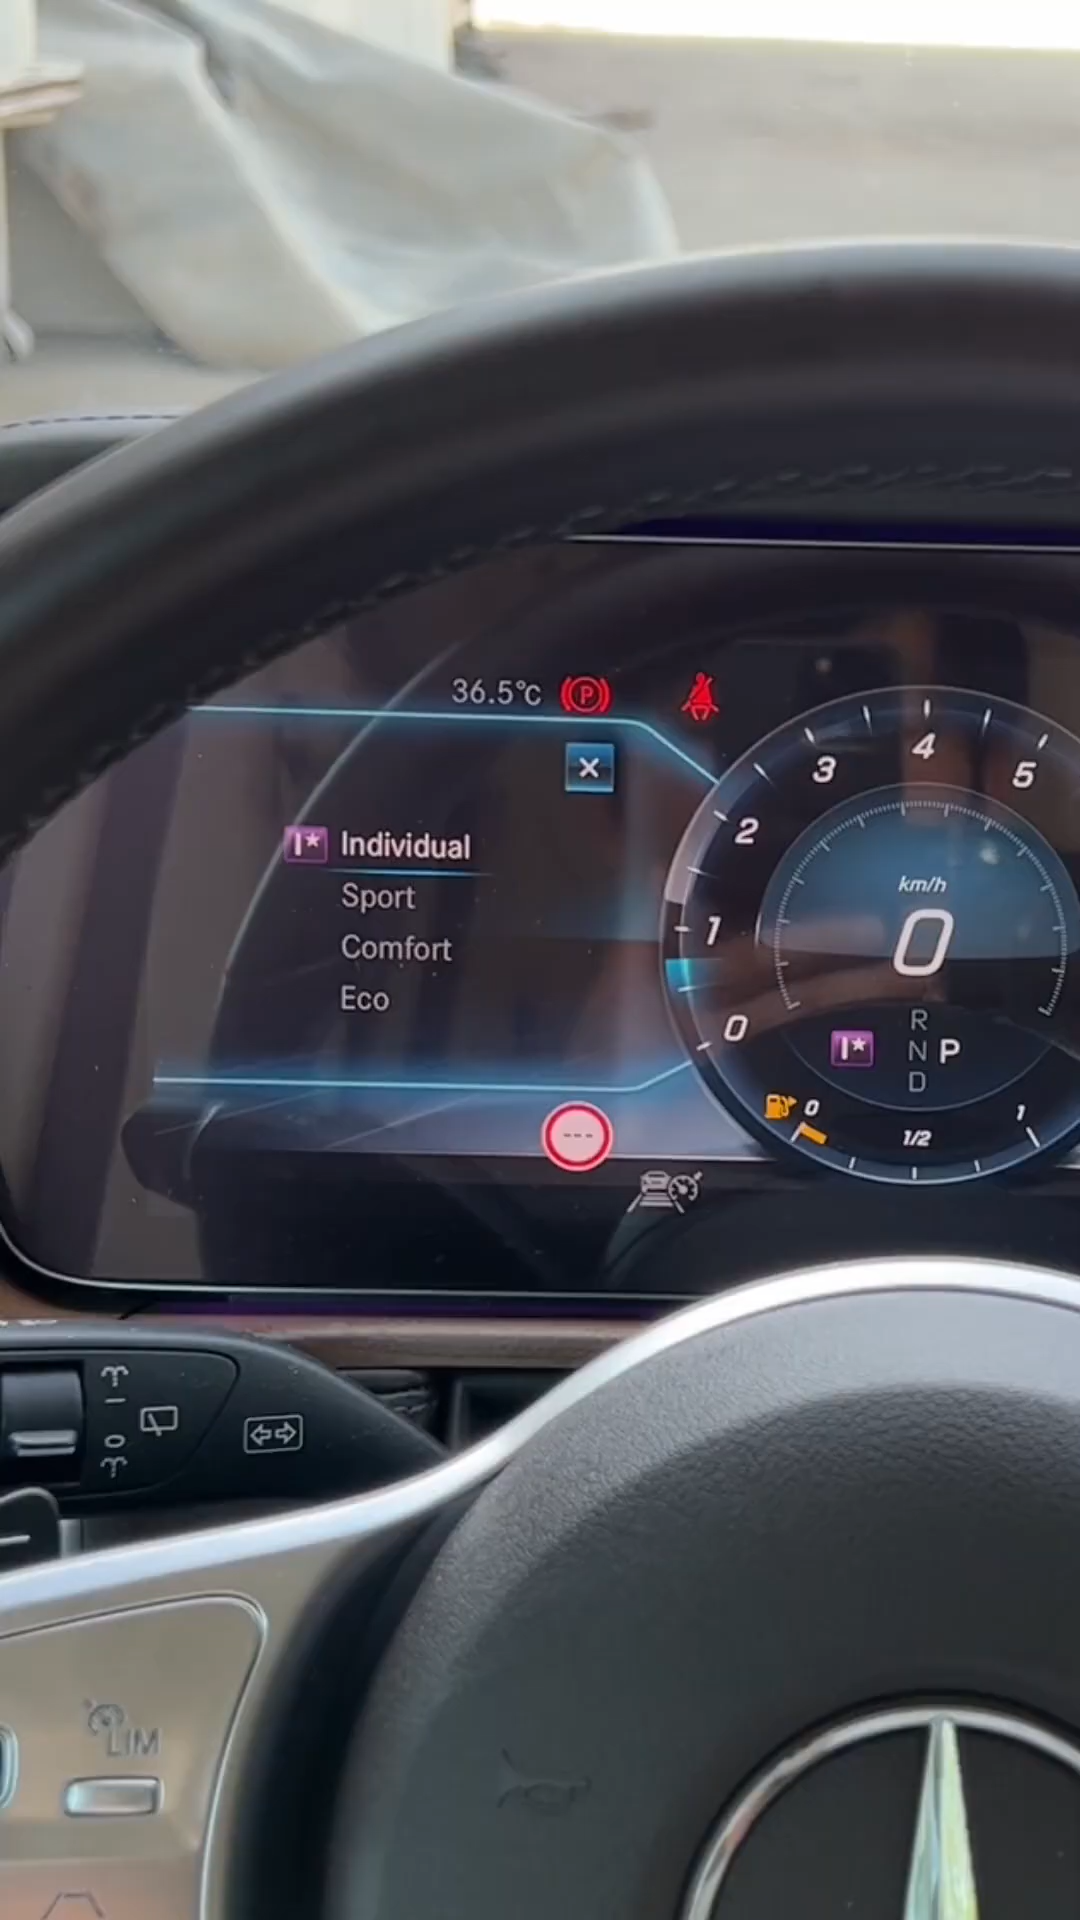 36.5°C P
3 4 5
Individual
Sport
Comfort
Eco
2
1
0
km/h
0
I*
I*
R
N P
D
0 1/2 1
---
LIM